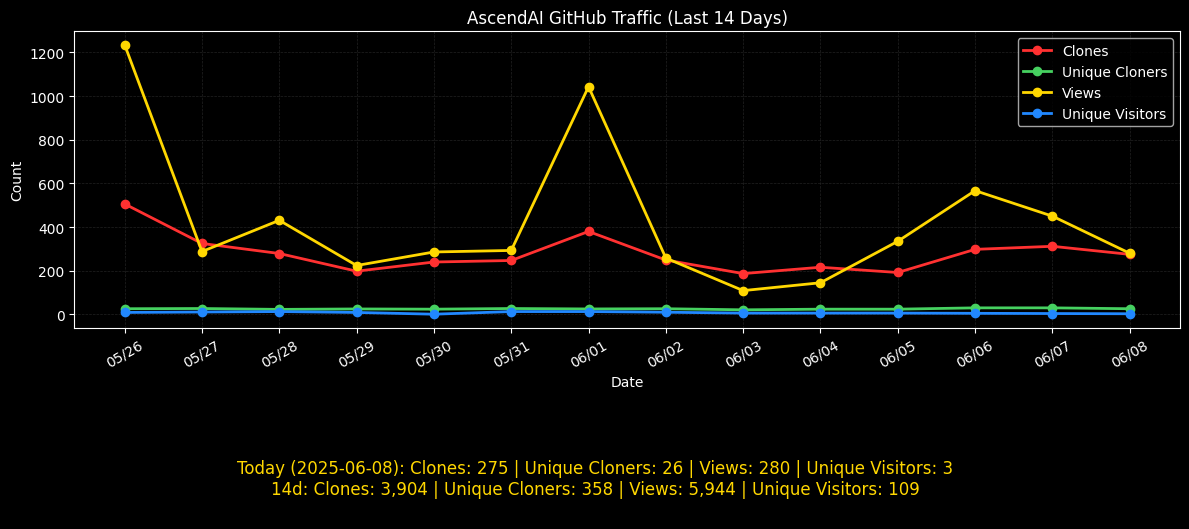 AscendAI GitHub Traffic (Last 14 Days)
Clones
Unique Cloners
Views
Unique Visitors
Count
1200
1000
800
600
400
200
0
05/26 05/27 05/28 05/29 05/30 05/31 06/01 06/02 06/03 06/04 06/05 06/06 06/07 06/08
Date
Today (2025-06-08): Clones: 275 | Unique Cloners: 26 | Views: 280 | Unique Visitors: 3
14d: Clones: 3,904 | Unique Cloners: 358 | Views: 5,944 | Unique Visitors: 109